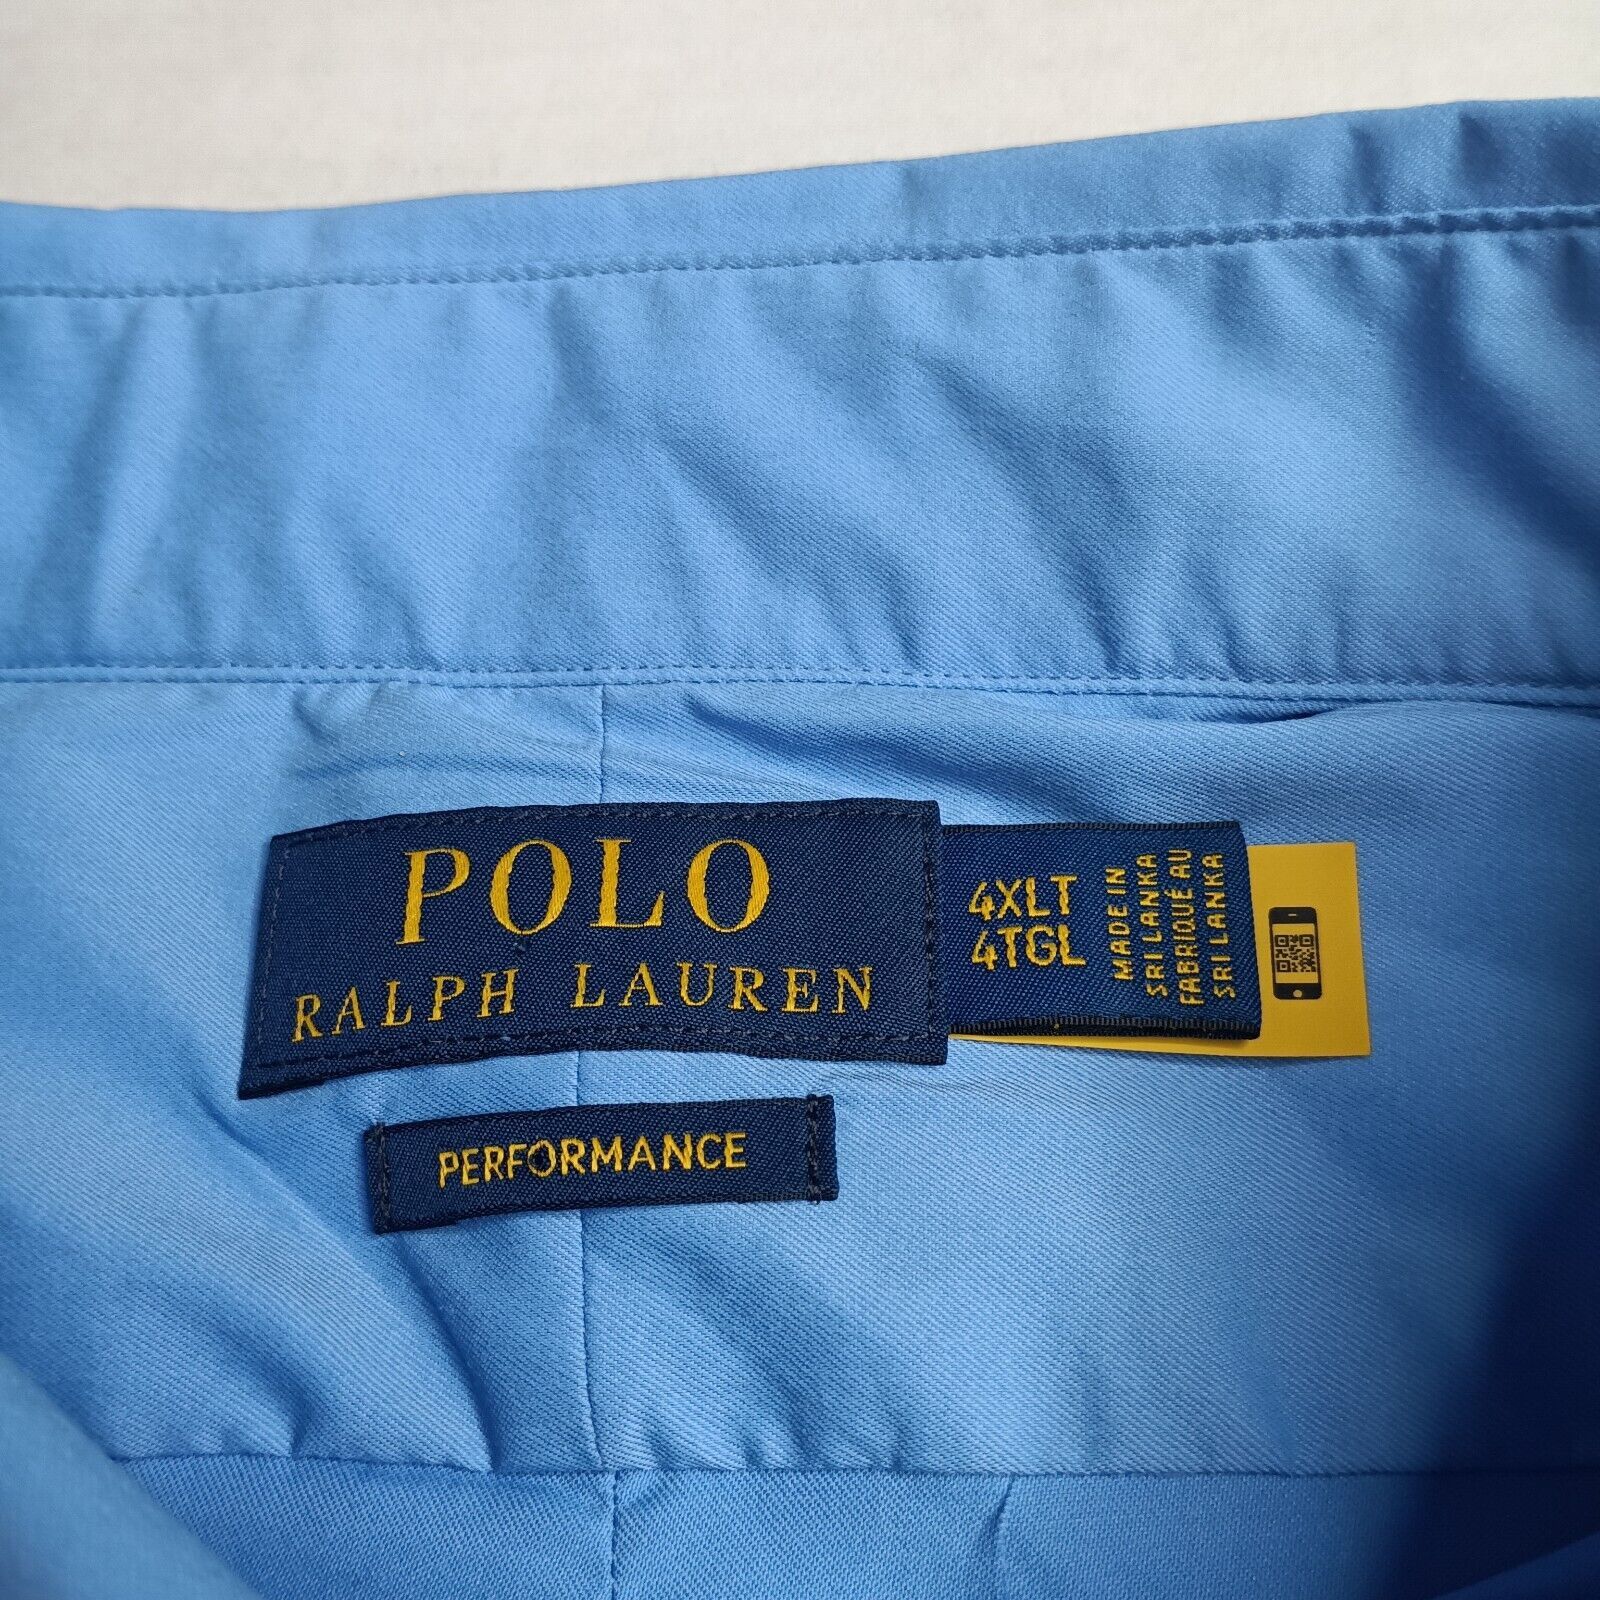 POLO
RALPH LAUREN
4XLT
4TGL
MADE IN
SRI LANKA
FABRIQUÉ AU
SRI LANKA
PERFORMANCE